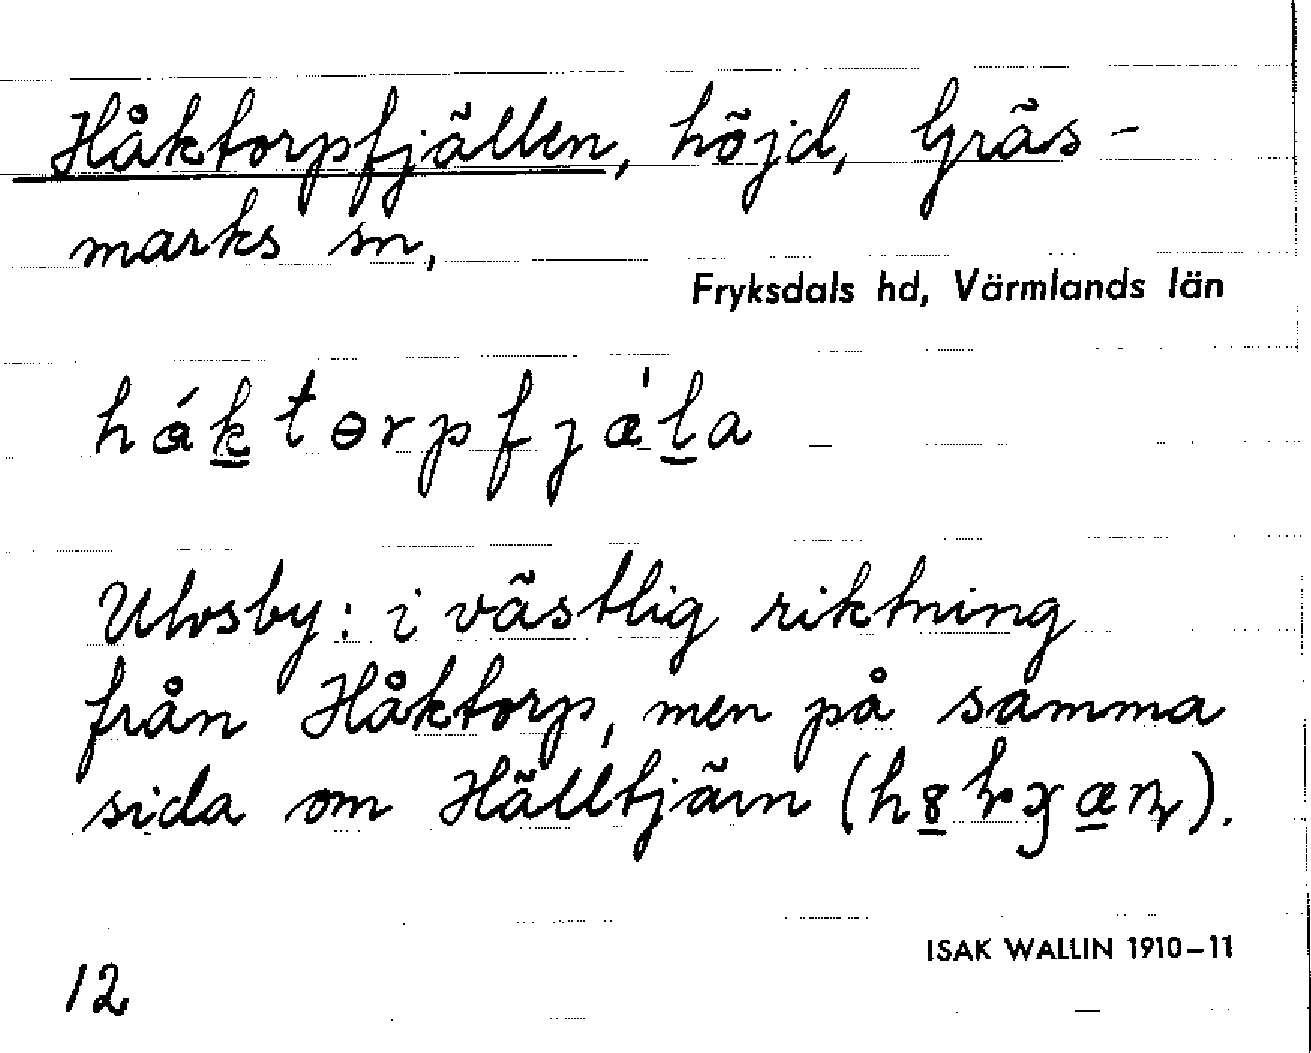 Håktorpfjällen, höjd, Gräs-
marks sn,
Fryksdals hd, Värmlands län
Ulvsby: i västlig riktning
från Håktorp, men på samma
sida om Hälltjärn
ISAK WALLIN 1910–11
12